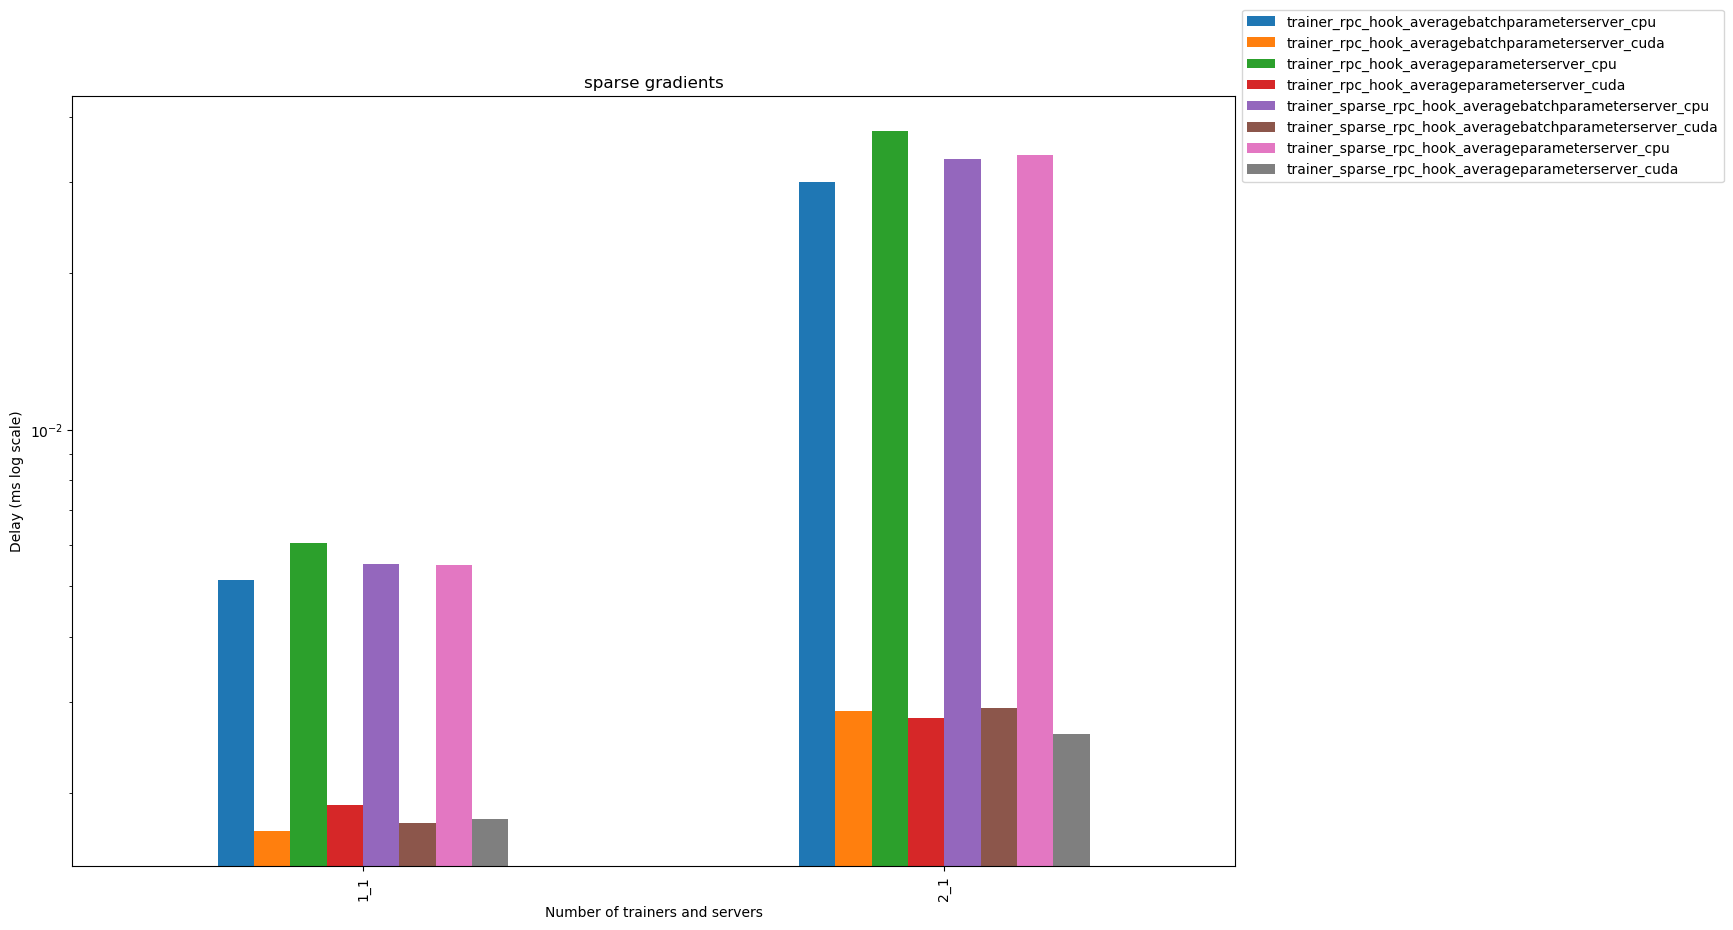 trainer_rpc_hook_averagebatchparameterserver_cpu
trainer_rpc_hook_averagebatchparameterserver_cuda
trainer_rpc_hook_averageparameterserver_cpu
trainer_rpc_hook_averageparameterserver_cuda
trainer_sparse_rpc_hook_averagebatchparameterserver_cpu
trainer_sparse_rpc_hook_averagebatchparameterserver_cuda
trainer_sparse_rpc_hook_averageparameterserver_cpu
trainer_sparse_rpc_hook_averageparameterserver_cuda
sparse gradients
Delay (ms log scale)
10⁻²
1_1
2_1
Number of trainers and servers